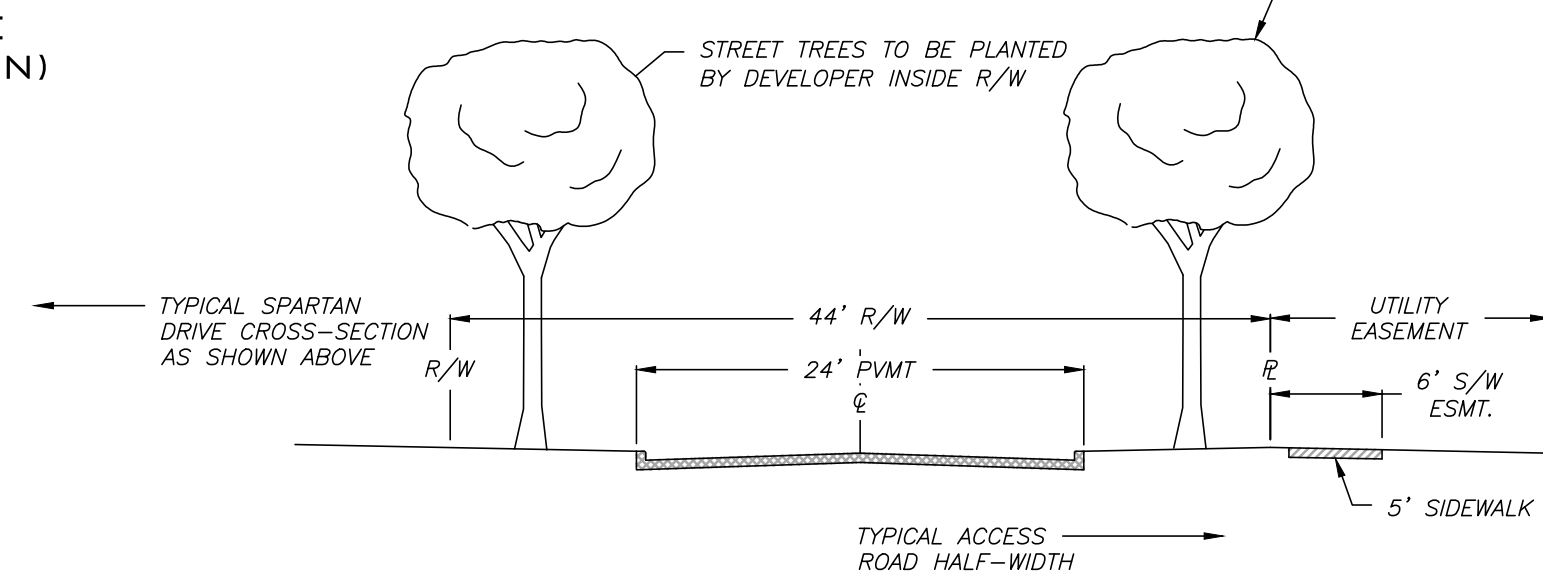 N)
STREET TREES TO BE PLANTED
BY DEVELOPER INSIDE R/W
TYPICAL SPARTAN
DRIVE CROSS-SECTION
AS SHOWN ABOVE
R/W
44' R/W
24' PVMT
℄
UTILITY
EASEMENT
PL
6' S/W
ESMT.
5' SIDEWALK
TYPICAL ACCESS
ROAD HALF-WIDTH